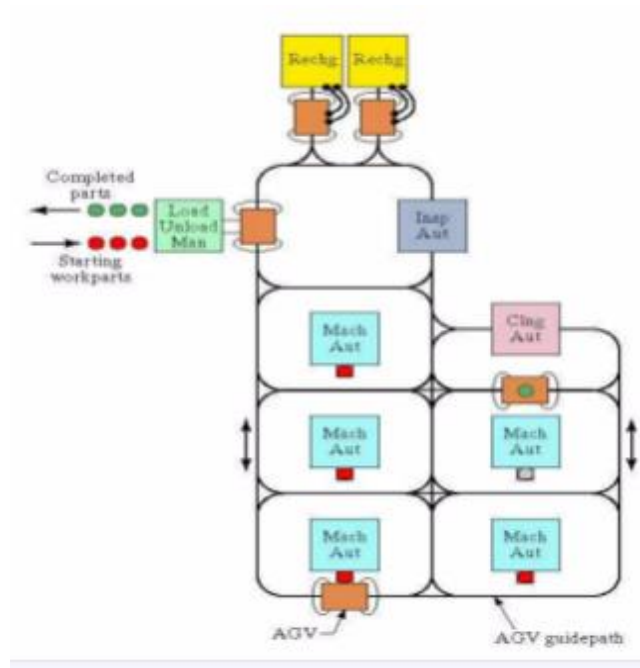 Rechg
Rechg
Completed
parts
Load
Unload
Man
Starting
workparts
Insp
Aut
Mach
Aut
Clng
Aut
Mach
Aut
Mach
Aut
Mach
Aut
Mach
Aut
AGV
AGV guidepath